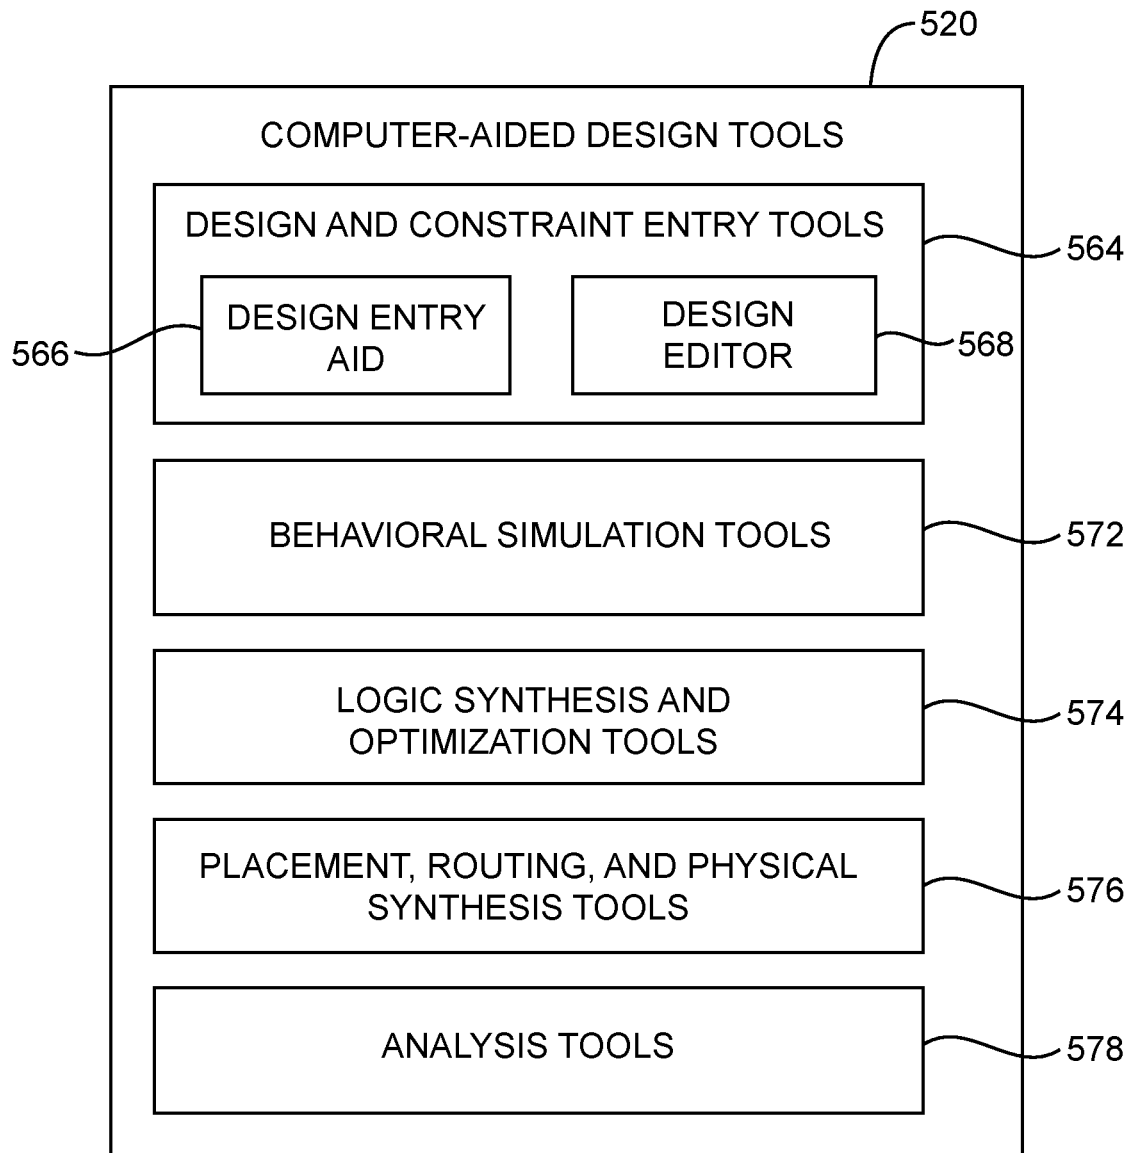 520
COMPUTER-AIDED DESIGN TOOLS
DESIGN AND CONSTRAINT ENTRY TOOLS
564
DESIGN ENTRY
AID
566
DESIGN
EDITOR
568
BEHAVIORAL SIMULATION TOOLS
572
LOGIC SYNTHESIS AND
OPTIMIZATION TOOLS
574
PLACEMENT, ROUTING, AND PHYSICAL
SYNTHESIS TOOLS
576
ANALYSIS TOOLS
578